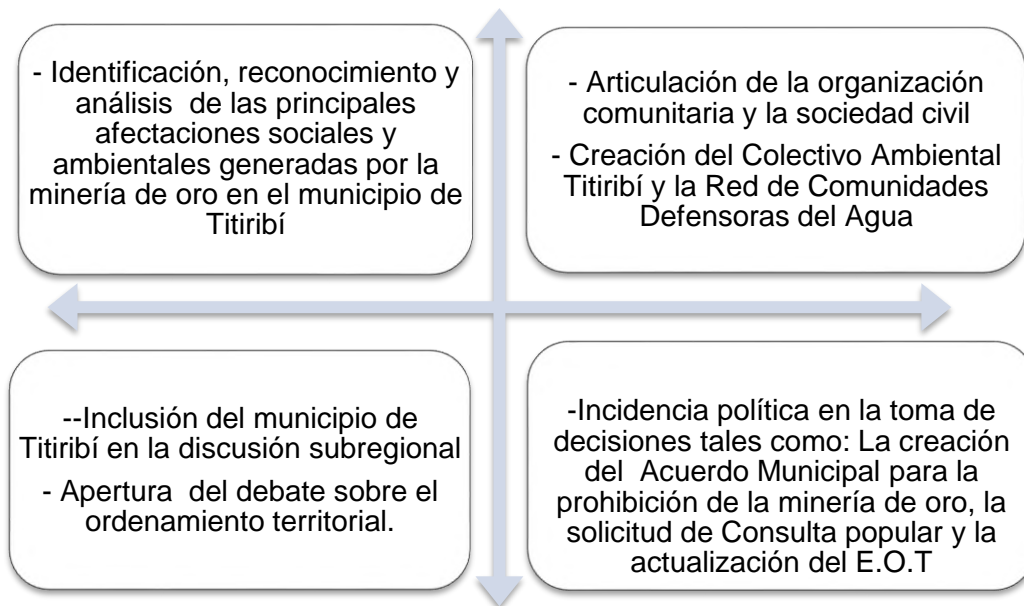 - Identificación, reconocimiento y
análisis de las principales
afectaciones sociales y
ambientales generadas por la
minería de oro en el municipio de
Titiribí
- Articulación de la organización
comunitaria y la sociedad civil
- Creación del Colectivo Ambiental
Titiribí y la Red de Comunidades
Defensoras del Agua
--Inclusión del municipio de
Titiribí en la discusión subregional
- Apertura del debate sobre el
ordenamiento territorial.
-Incidencia política en la toma de
decisiones tales como: La creación
del Acuerdo Municipal para la
prohibición de la minería de oro, la
solicitud de Consulta popular y la
actualización del E.O.T